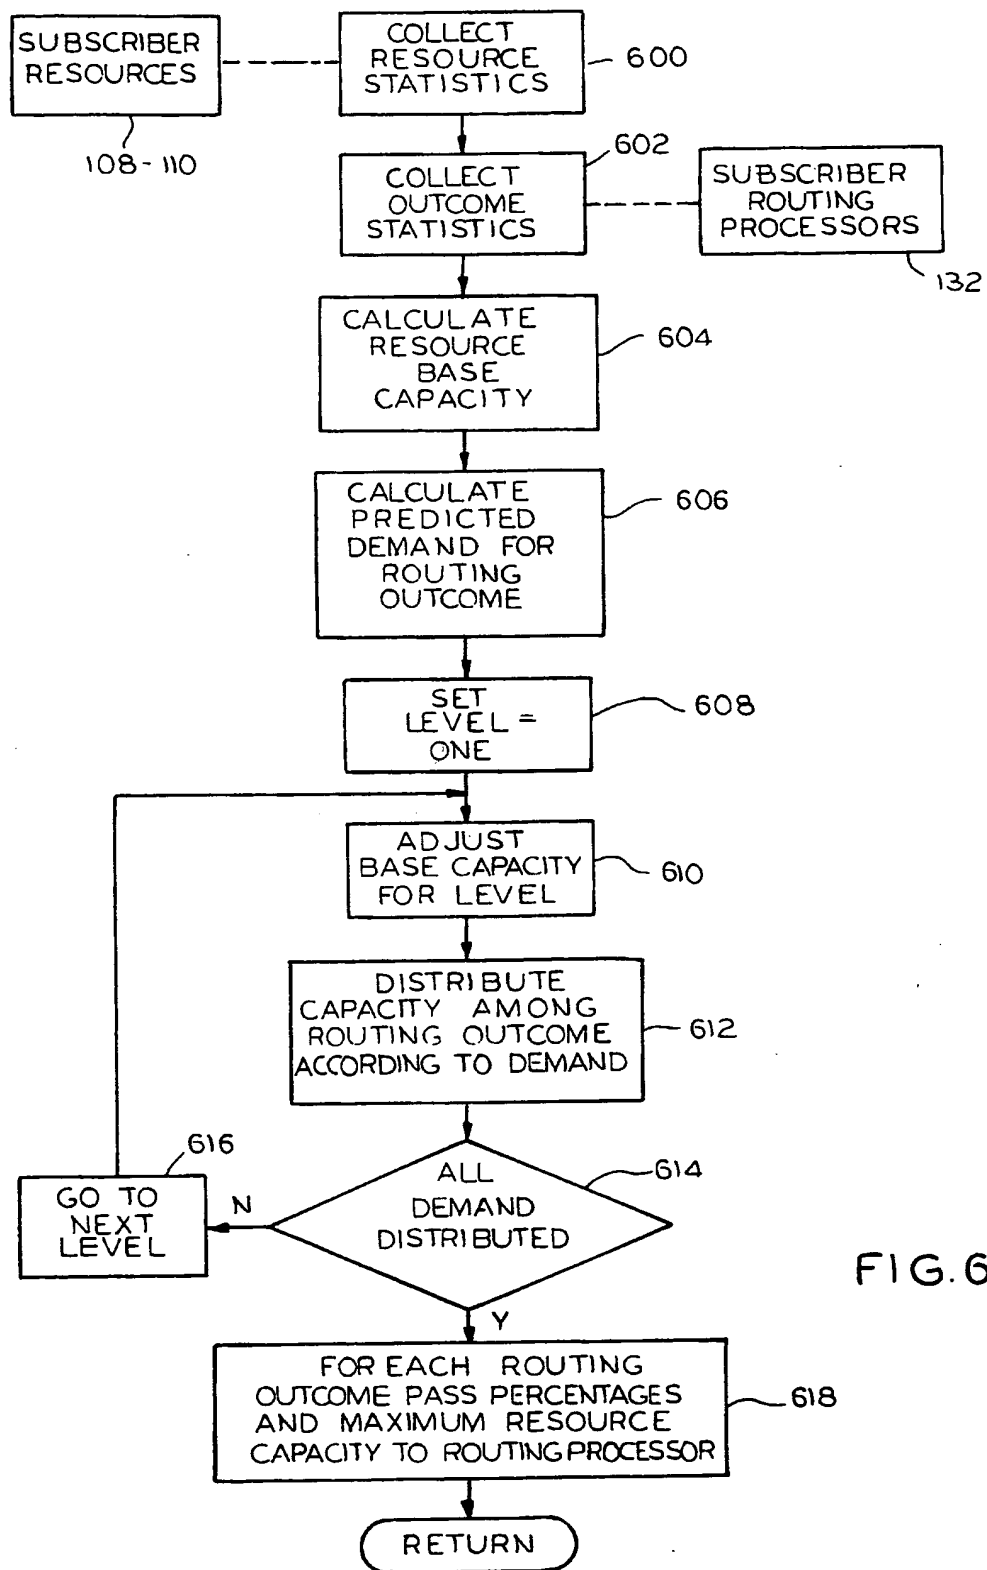 SUBSCRIBER
RESOURCES
108-110
COLLECT
RESOURCE
STATISTICS
600
COLLECT
OUTCOME
STATISTICS
602
SUBSCRIBER
ROUTING
PROCESSORS
132
CALCULATE
RESOURCE
BASE
CAPACITY
604
CALCULATE
PREDICTED
DEMAND FOR
ROUTING
OUTCOME
606
SET
LEVEL =
ONE
608
ADJUST
BASE CAPACITY
FOR LEVEL
610
DISTRIBUTE
CAPACITY AMONG
ROUTING OUTCOME
ACCORDING TO DEMAND
612
ALL
DEMAND
DISTRIBUTED
614
N
616
GO TO
NEXT
LEVEL
Y
FIG.6
FOR EACH ROUTING
OUTCOME PASS PERCENTAGES
AND MAXIMUM RESOURCE
CAPACITY TO ROUTING PROCESSOR
618
RETURN